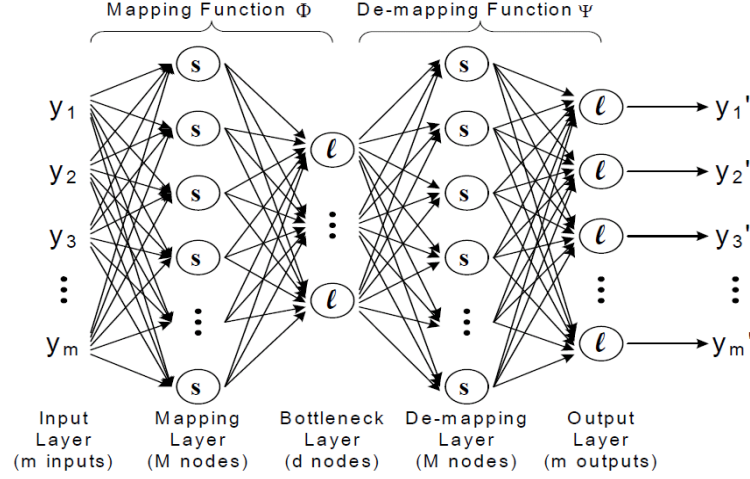 Mapping Function Φ
De-mapping Function Ψ
y1
y2
y3
ym
s
s
s
s
s
ℓ
ℓ
s
s
s
s
s
ℓ
ℓ
ℓ
ℓ
y1'
y2'
y3'
ym'
Input
Layer
(m inputs)
Mapping
Layer
(M nodes)
Bottleneck
Layer
(d nodes)
De-mapping
Layer
(M nodes)
Output
Layer
(m outputs)